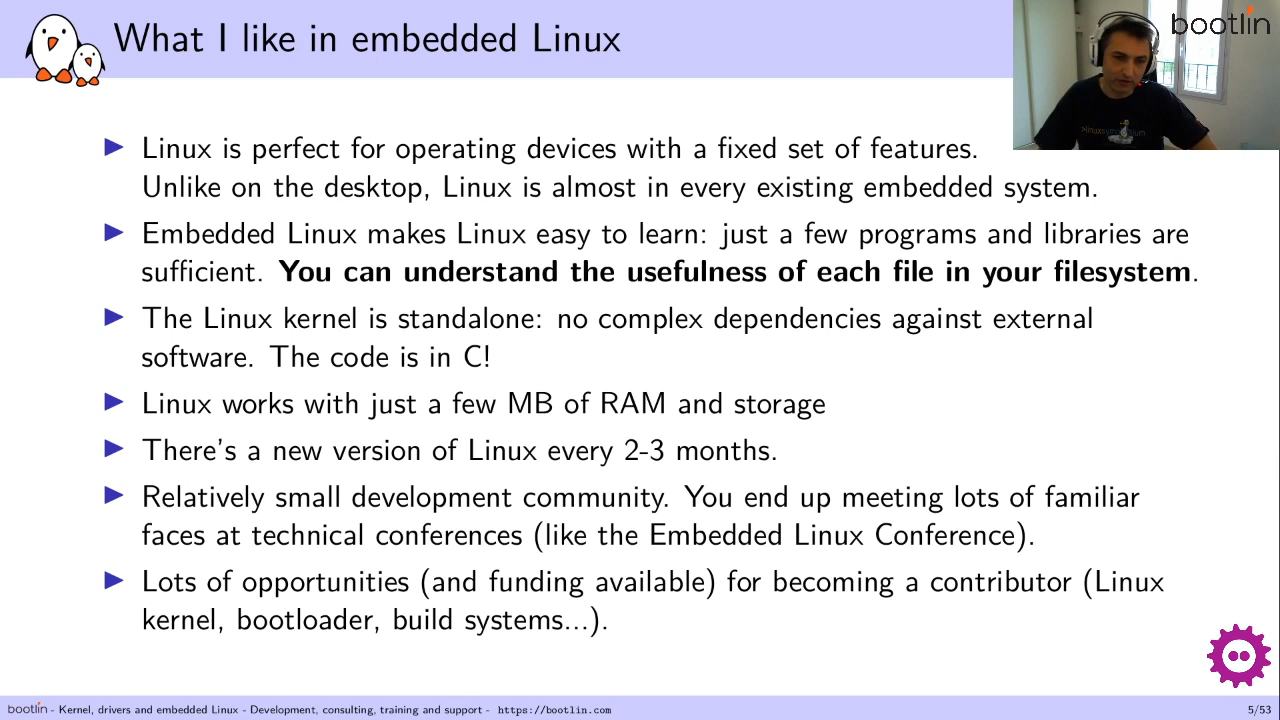 What I like in embedded Linux
bootlin
Linux is perfect for operating devices with a fixed set of features.
Unlike on the desktop, Linux is almost in every existing embedded system.
Embedded Linux makes Linux easy to learn: just a few programs and libraries are
sufficient. You can understand the usefulness of each file in your filesystem.
The Linux kernel is standalone: no complex dependencies against external
software. The code is in C!
Linux works with just a few MB of RAM and storage
There's a new version of Linux every 2-3 months.
Relatively small development community. You end up meeting lots of familiar
faces at technical conferences (like the Embedded Linux Conference).
Lots of opportunities (and funding available) for becoming a contributor (Linux
kernel, bootloader, build systems...).
bootlin - Kernel, drivers and embedded Linux - Development, consulting, training and support - https://bootlin.com
5/53